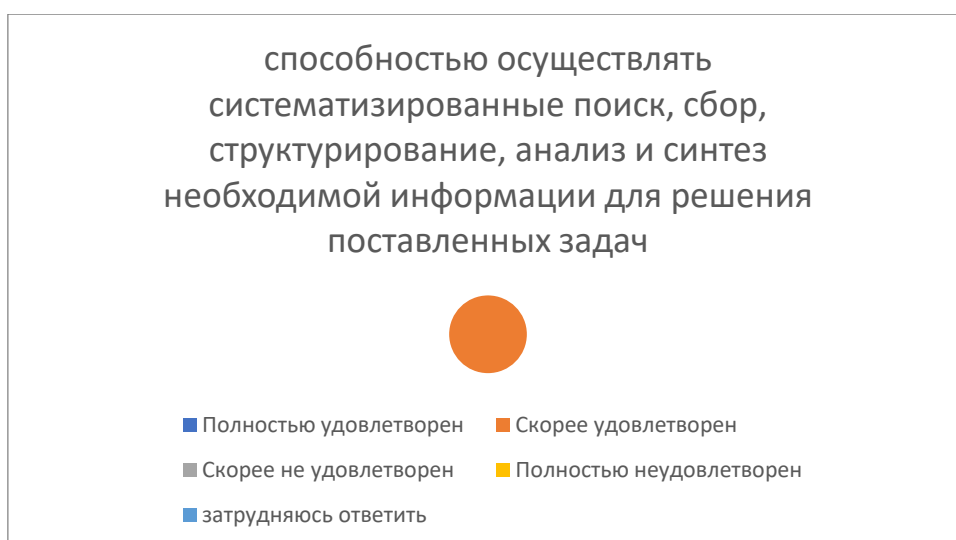 способностью осуществлять
систематизированные поиск, сбор,
структурирование, анализ и синтез
необходимой информации для решения
поставленных задач
Полностью удовлетворен
Скорее удовлетворен
Скорее не удовлетворен
Полностью неудовлетворен
затрудняюсь ответить